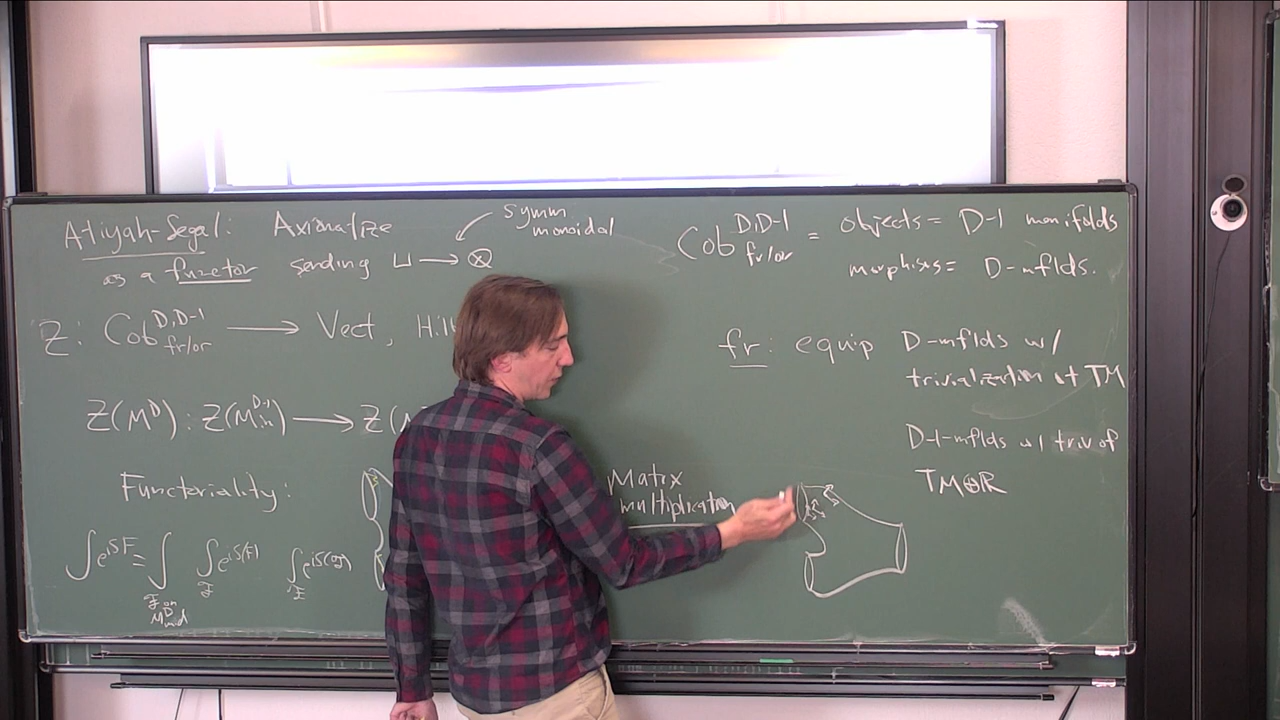 Atiyah-Segal: Axiomatize
as a functor sending ⊔ → ⊗
symm
monoidal
Z: Cob^{D,D-1}_{fr/or} → Vect, Hilb
Z(M^D): Z(M^{D-1}_{in}) → Z(M
Functoriality:
∫e^{iS}F = ∫ ∫e^{iS(F)} ∫e^{iS(
Matrix
multiplication
Cob^{D,D-1}_{fr/or} = objects = D-1 manifolds
morphisms = D-mflds.
fr: equip D-mflds w/
trivialization of TM
D-1-mflds w/ triv of
TM⊕R